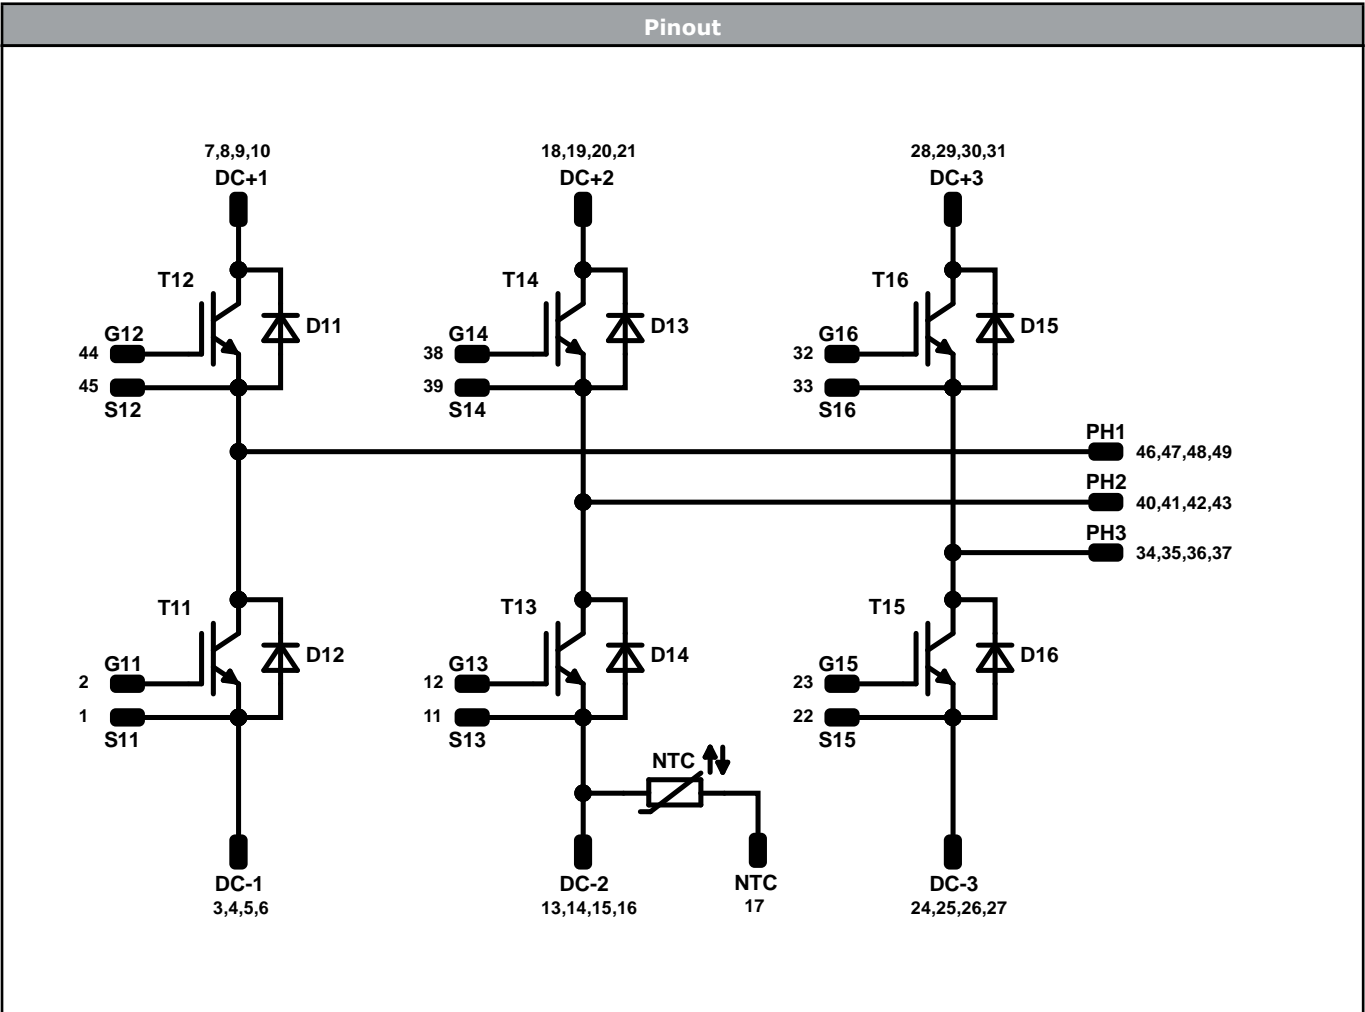 Pinout
7,8,9,10
DC+1
18,19,20,21
DC+2
28,29,30,31
DC+3
T12
D11
G12
44
45
S12
T14
D13
G14
38
39
S14
T16
D15
G16
32
33
S16
PH1
46,47,48,49
PH2
40,41,42,43
PH3
34,35,36,37
T11
D12
G11
2
1
S11
T13
D14
G13
12
11
S13
T15
D16
G15
23
22
S15
NTC
DC-1
3,4,5,6
DC-2
13,14,15,16
NTC
17
DC-3
24,25,26,27